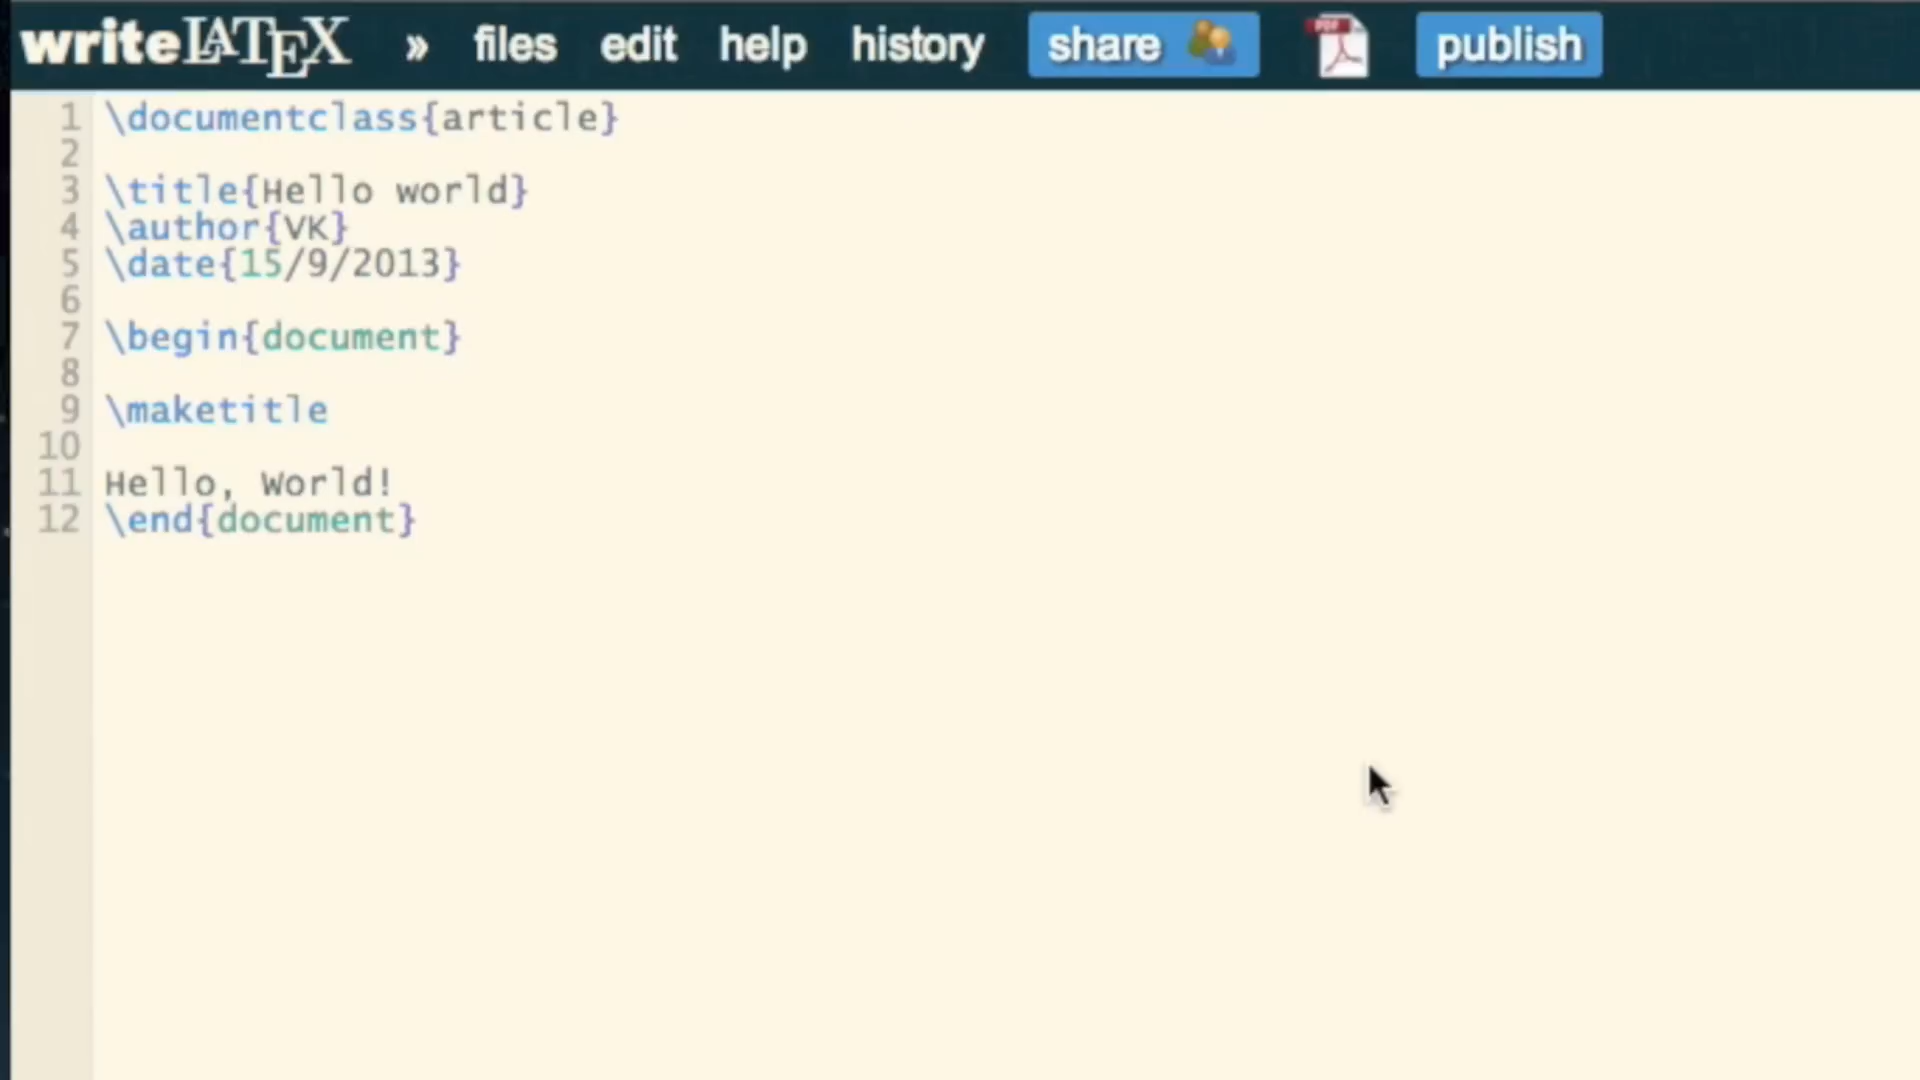 writeLATEX » files edit help history share PDF publish
1 \documentclass{article}
2
3 \title{Hello world}
4 \author{VK}
5 \date{15/9/2013}
6
7 \begin{document}
8
9 \maketitle
10
11 Hello, World!
12 \end{document}